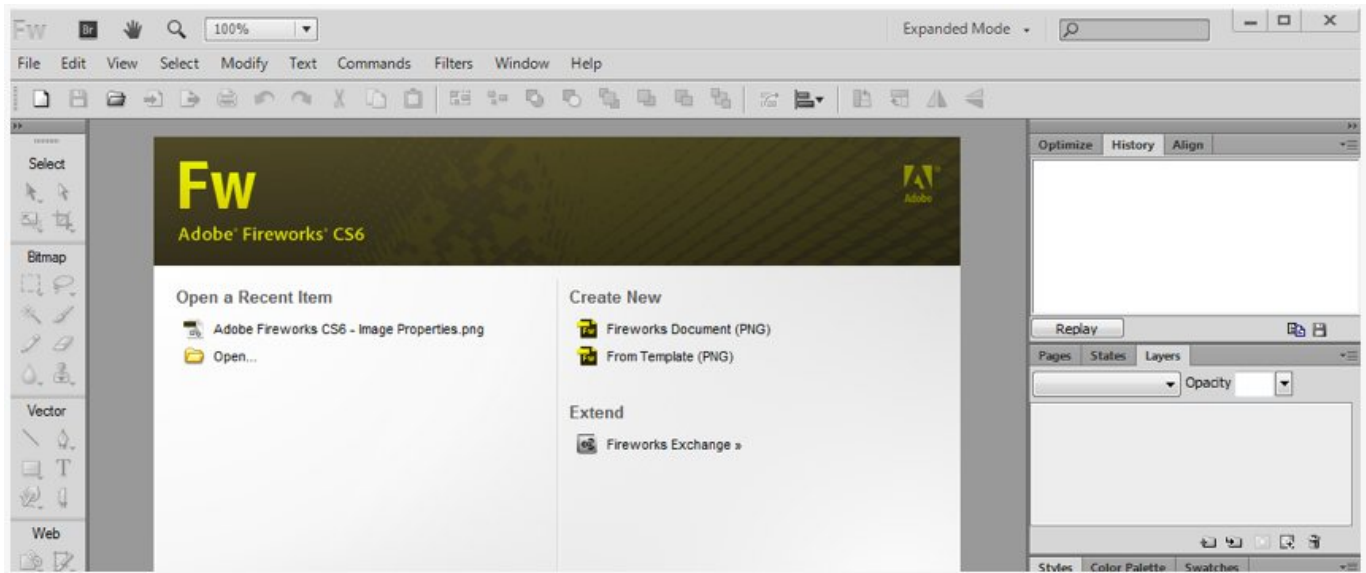 Fw Br 100% Expanded Mode
File Edit View Select Modify Text Commands Filters Window Help
Select
Bitmap
Vector
T
Web
Fw
Adobe® Fireworks® CS6
Adobe
Open a Recent Item
Adobe Fireworks CS6 - Image Properties.png
Open...
Create New
Fireworks Document (PNG)
From Template (PNG)
Extend
Fireworks Exchange »
Optimize History Align
Replay
Pages States Layers
Opacity
Styles Color Palette Swatches